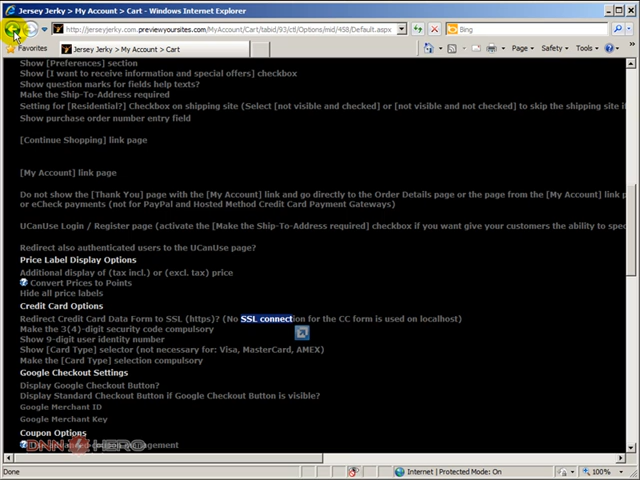 Jersey Jerky > My Account > Cart - Windows Internet Explorer
http://jerseyjerky.com.previewyoursites.com/MyAccount/Cart/tabid/93/ctl/Options/mid/458/Default.aspx
Bing
Favorites
Jersey Jerky > My Account > Cart
Page
Safety
Tools
Show [Preferences] section
Show [I want to receive information and special offers] checkbox
Show question marks for fields help texts?
Make the Ship-To-Address required
Setting for [Residential?] Checkbox on shipping site (Select [not visible and checked] or [not visible and not checked] to skip the shipping site if
Show purchase order number entry field
[Continue Shopping] link page
[My Account] link page
Do not show the [Thank You] page with the [My Account] link and go directly to the Order Details page or the page from the [My Account] link p
or eCheck payments (not for PayPal and Hosted Method Credit Card Payment Gateways)
UCanUse Login / Register page (activate the [Make the Ship-To-Address required] checkbox if you want give your customers the ability to spec
Redirect also authenticated users to the UCanUse page?
Price Label Display Options
Additional display of (tax incl.) or (excl. tax) price
Convert Prices to Points
Hide all price labels
Credit Card Options
Redirect Credit Card Data Form to SSL (https)? (No SSL connection for the CC form is used on localhost)
Make the 3(4)-digit security code compulsory
Show 9-digit user identity number
Show [Card Type] selector (not necessary for: Visa, MasterCard, AMEX)
Make the [Card Type] selection compulsory
Google Checkout Settings
Display Google Checkout Button?
Display Standard Checkout Button if Google Checkout Button is visible?
Google Merchant ID
Google Merchant Key
Coupon Options
management
DNN HERO
Done
Internet | Protected Mode: On
100%